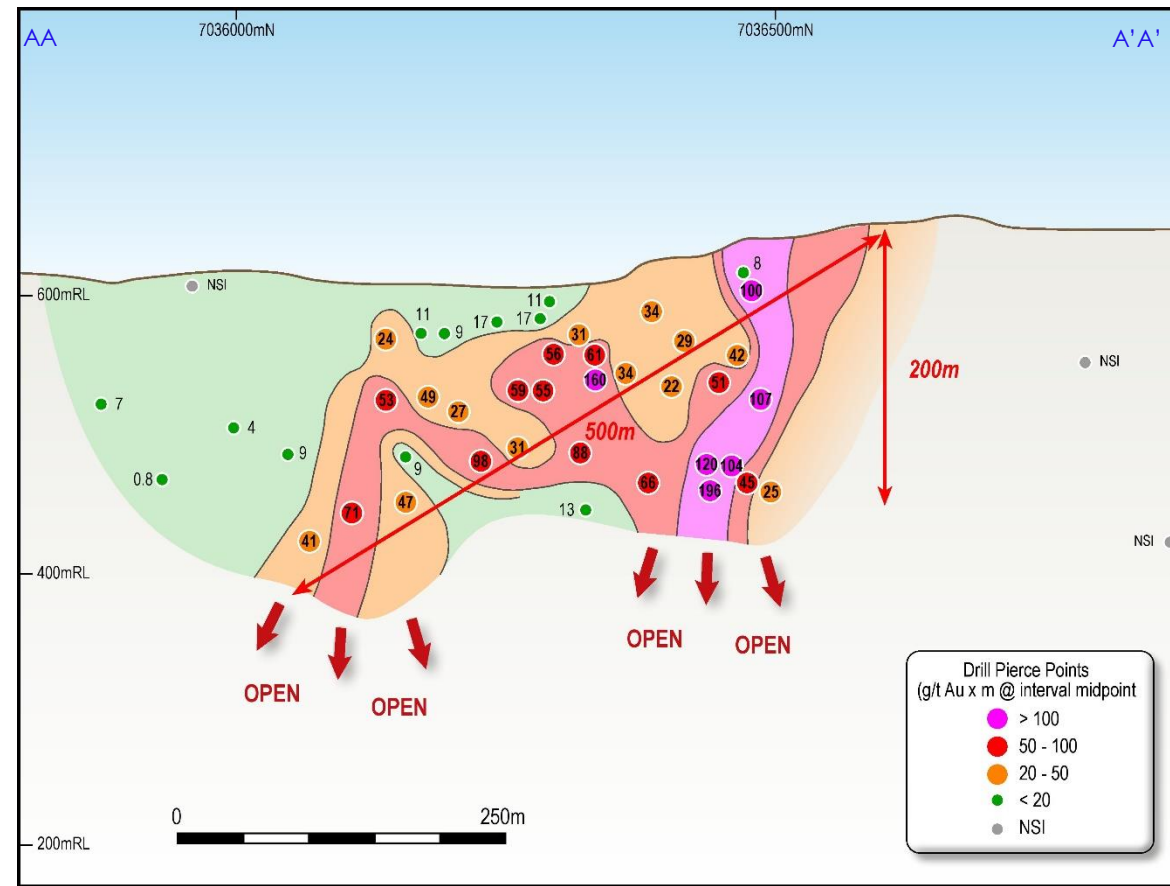 7036000mN
7036500mN
AA
A'A'
NSI
8
600mRL
100
11
11
17
17
9
34
31
24
29
42
56
61
NSI
34
160
51
22
200m
59
55
49
53
107
7
27
4
500m
31
88
9
9
98
120
104
0.8
66
45
196
25
47
13
71
41
NSI
400mRL
OPEN
OPEN
OPEN
OPEN
Drill Pierce Points
(g/t Au x m @ interval midpoint
> 100
50 - 100
20 - 50
< 20
NSI
0
250m
200mRL